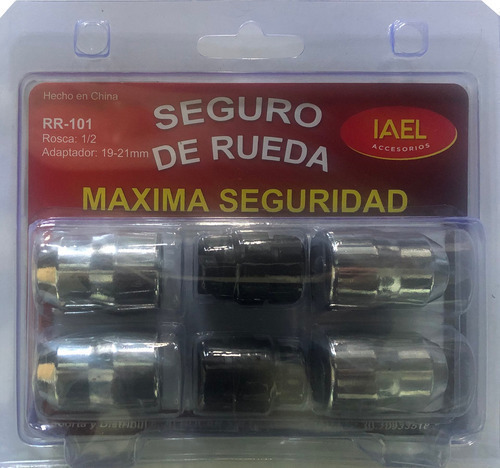 Hecho en China
RR-101
Rosca: 1/2
Adaptador: 19-21mm
SEGURO
DE RUEDA
IAEL
ACCESORIOS
MAXIMA SEGURIDAD